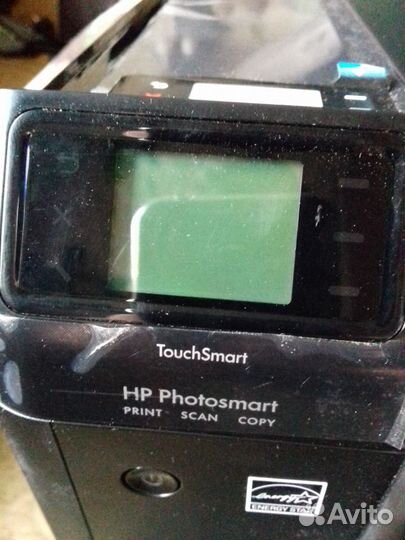 TouchSmart
HP Photosmart
PRINT SCAN COPY
ENERGY STAR
Avito